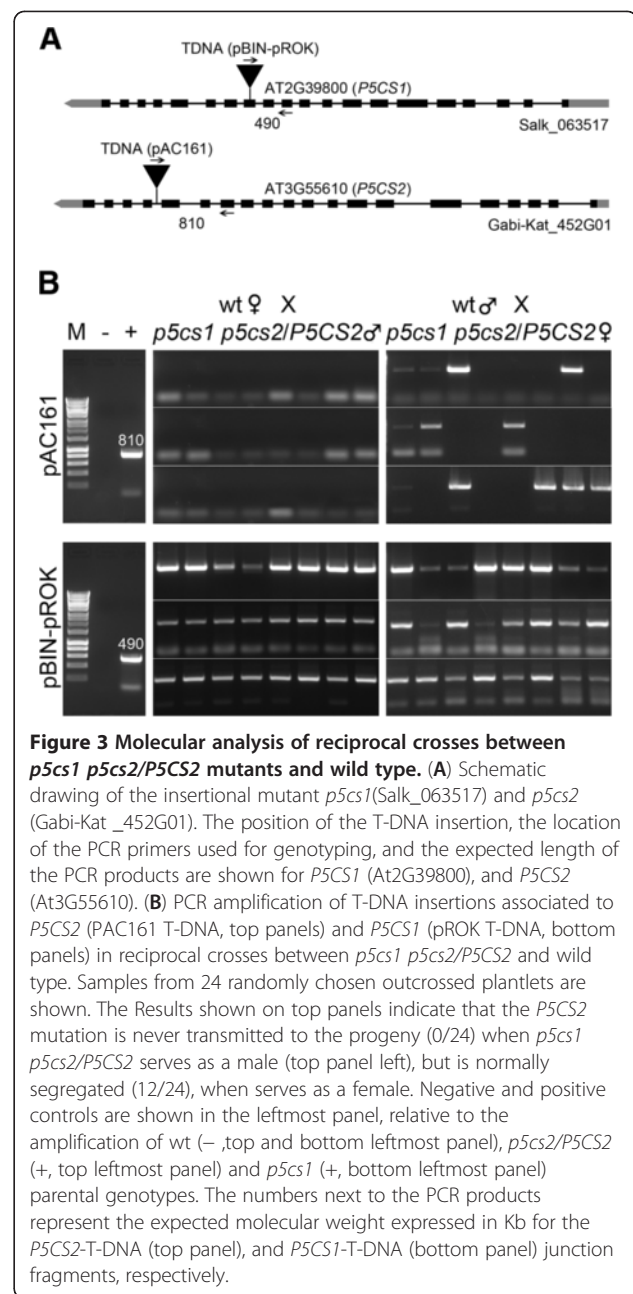 A
TDNA (pBIN-pROK)
AT2G39800 (P5CS1)
490
Salk_063517
TDNA (pAC161)
AT3G55610 (P5CS2)
810
Gabi-Kat_452G01
B
wt ♀ X
wt ♂ X
M - + p5cs1 p5cs2/P5CS2♂ p5cs1 p5cs2/P5CS2♀
pAC161
810
pBIN-pROK
490
Figure 3 Molecular analysis of reciprocal crosses between
p5cs1 p5cs2/P5CS2 mutants and wild type. (A) Schematic
drawing of the insertional mutant p5cs1(Salk_063517) and p5cs2
(Gabi-Kat _452G01). The position of the T-DNA insertion, the location
of the PCR primers used for genotyping, and the expected length of
the PCR products are shown for P5CS1 (At2G39800), and P5CS2
(At3G55610). (B) PCR amplification of T-DNA insertions associated to
P5CS2 (PAC161 T-DNA, top panels) and P5CS1 (pROK T-DNA, bottom
panels) in reciprocal crosses between p5cs1 p5cs2/P5CS2 and wild
type. Samples from 24 randomly chosen outcrossed plantlets are
shown. The Results shown on top panels indicate that the P5CS2
mutation is never transmitted to the progeny (0/24) when p5cs1
p5cs2/P5CS2 serves as a male (top panel left), but is normally
segregated (12/24), when serves as a female. Negative and positive
controls are shown in the leftmost panel, relative to the
amplification of wt (− ,top and bottom leftmost panel), p5cs2/P5CS2
(+, top leftmost panel) and p5cs1 (+, bottom leftmost panel)
parental genotypes. The numbers next to the PCR products
represent the expected molecular weight expressed in Kb for the
P5CS2-T-DNA (top panel), and P5CS1-T-DNA (bottom panel) junction
fragments, respectively.